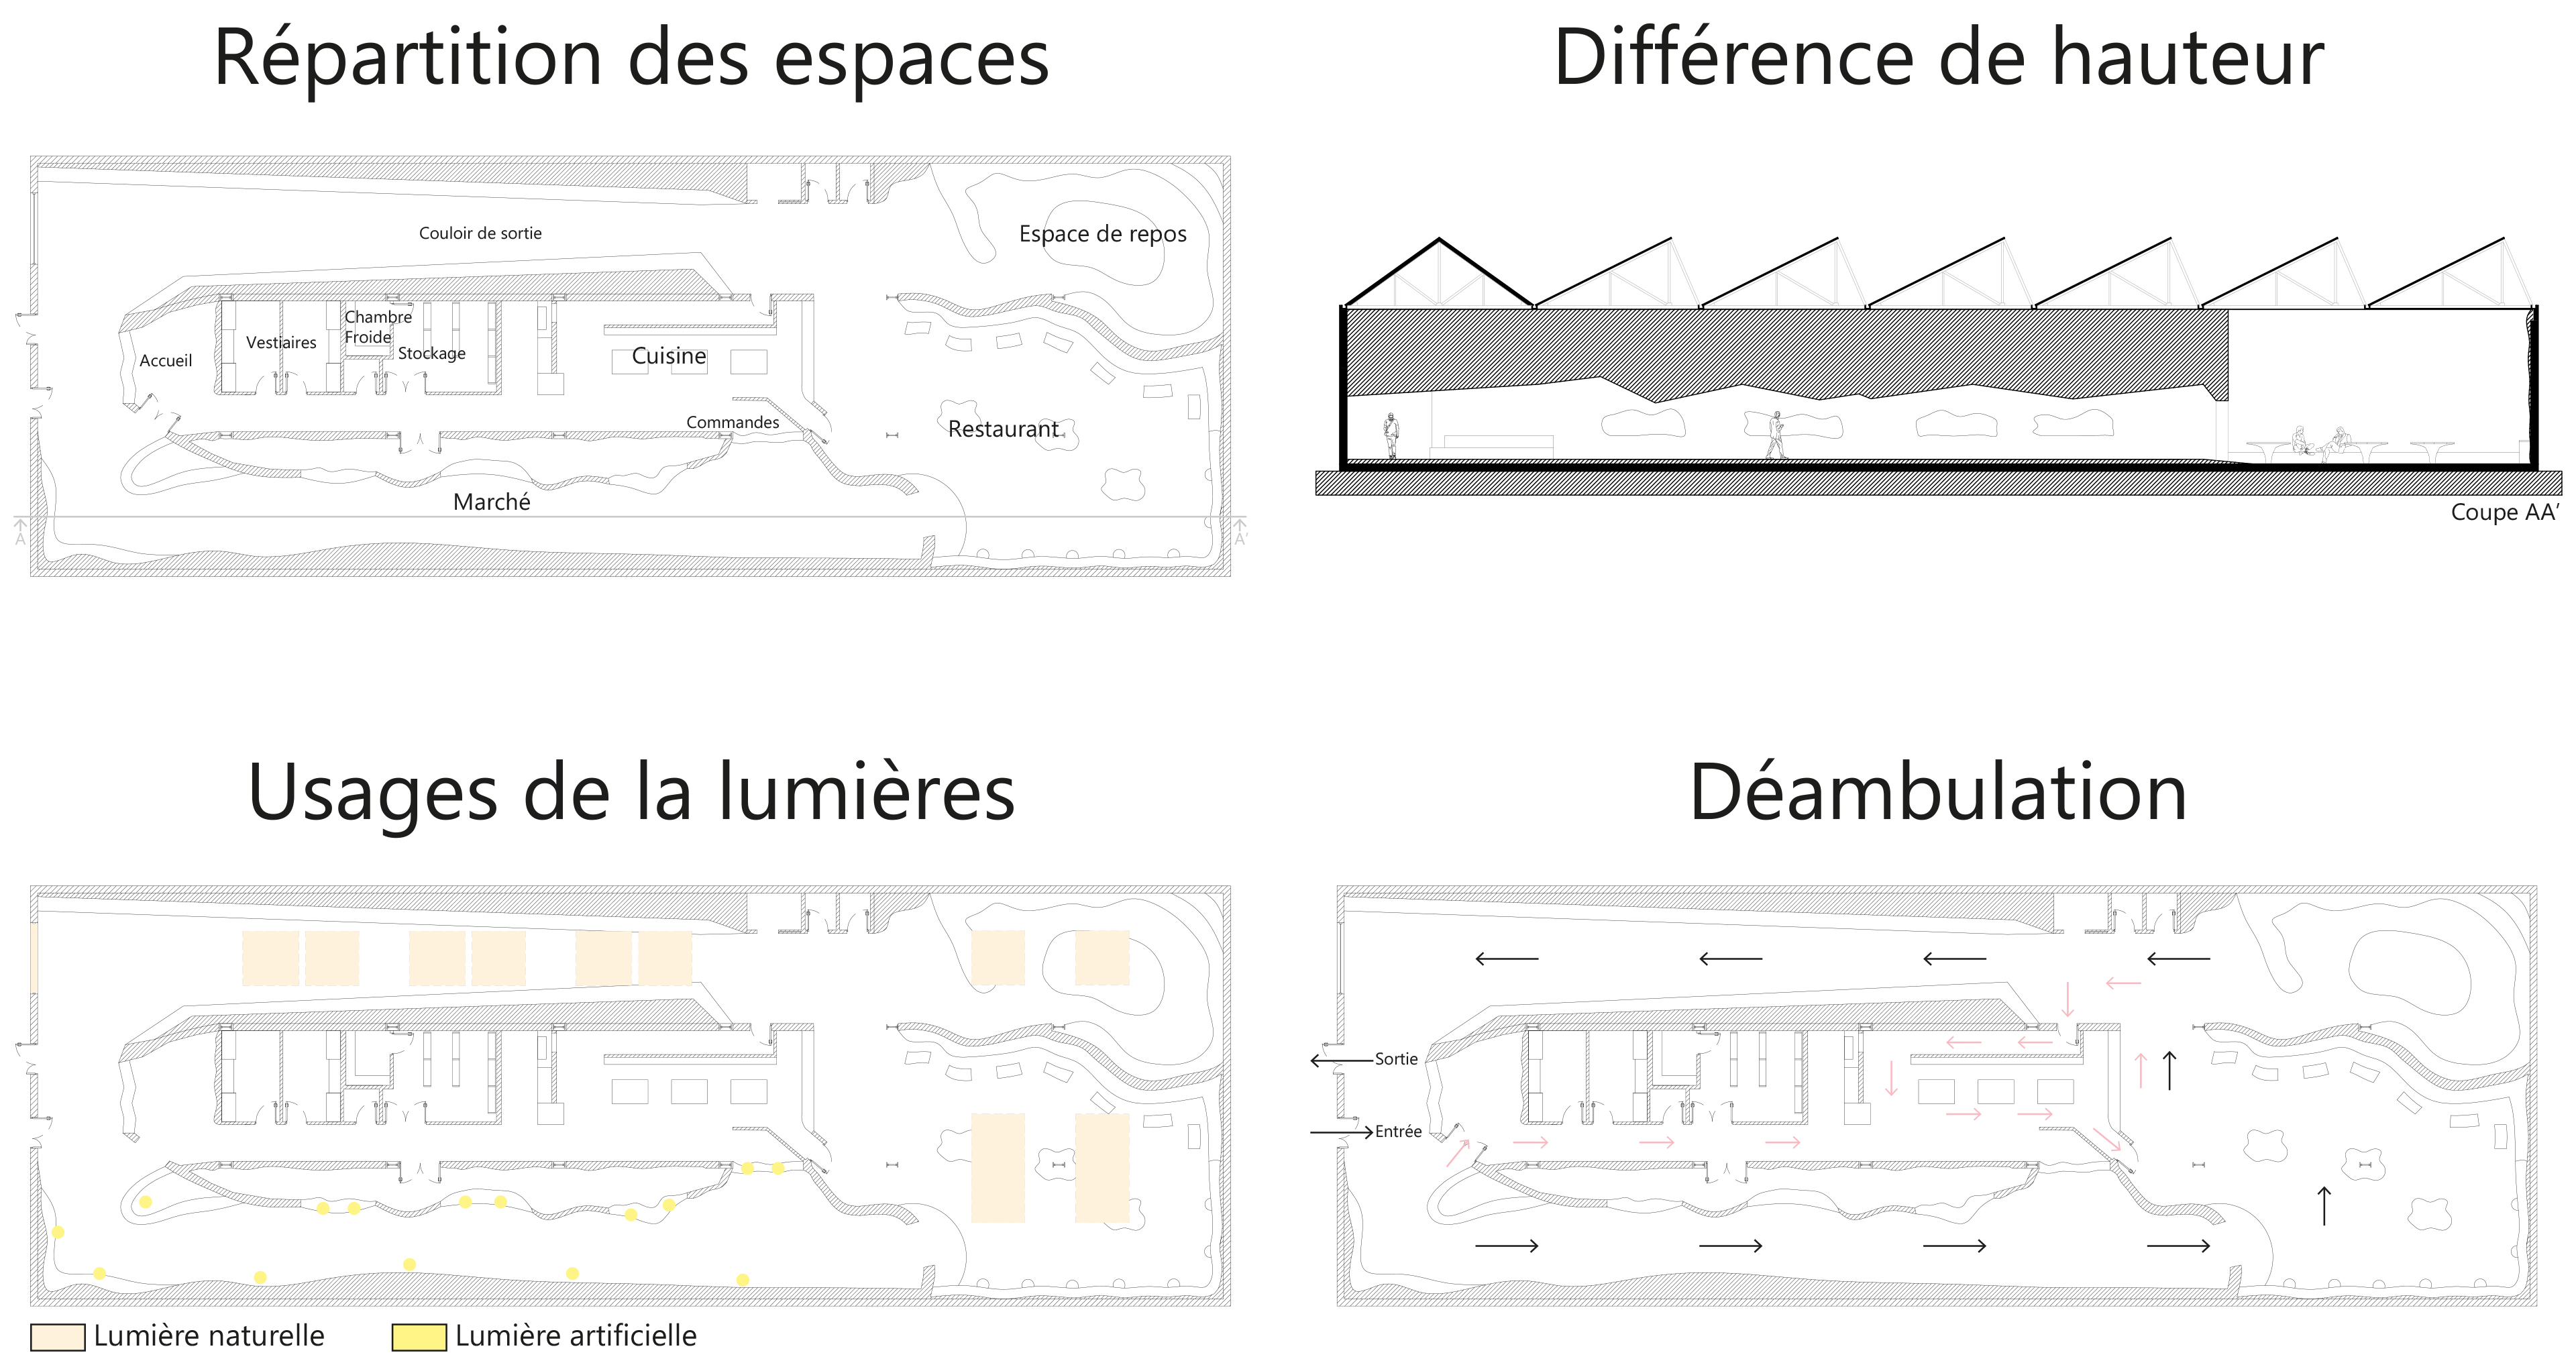 Répartition des espaces
Couloir de sortie
Espace de repos
Chambre
Froide
Vestiaires
Stockage
Accueil
Cuisine
Commandes
Restaurant
Marché
A
A'
Différence de hauteur
Coupe AA'
Usages de la lumières
Lumière naturelle
Lumière artificielle
Déambulation
Sortie
Entrée